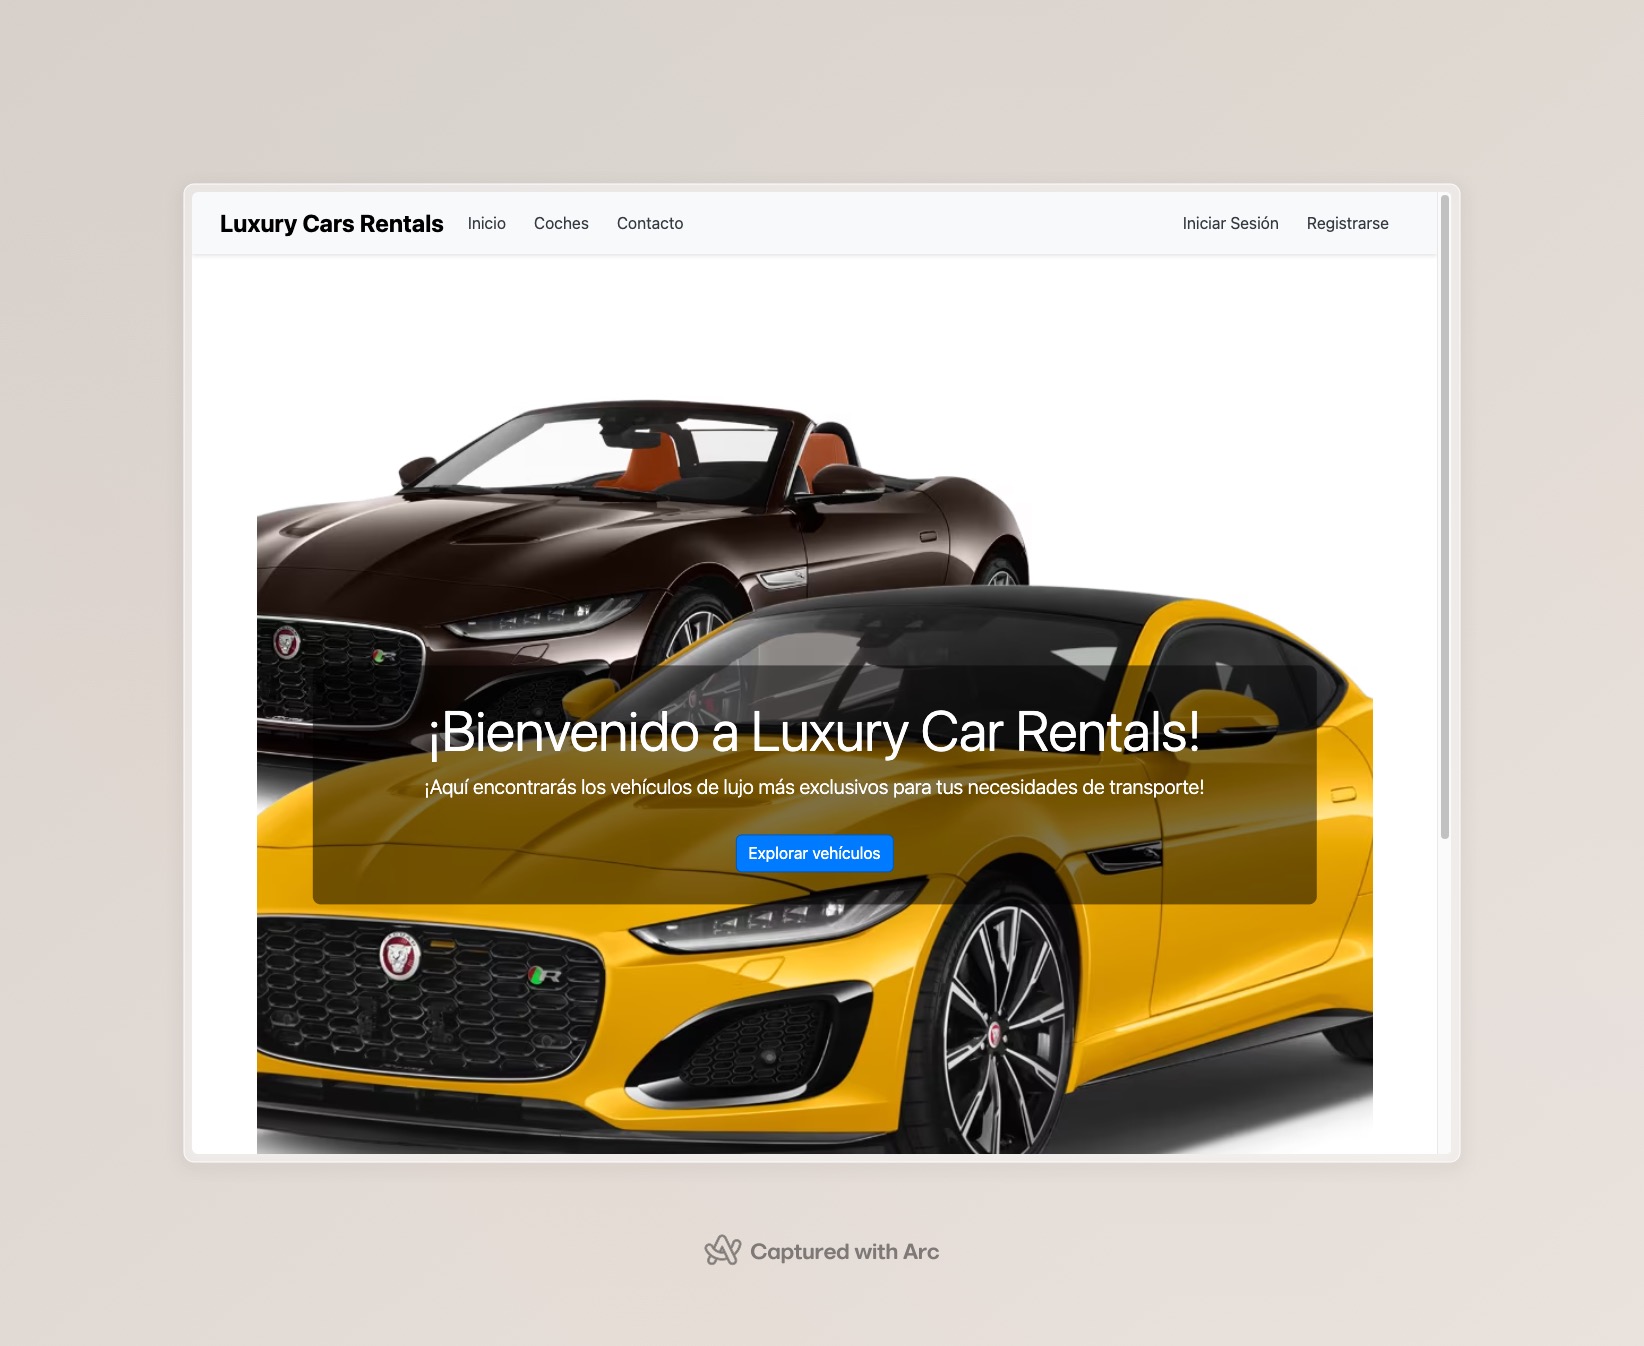 Luxury Cars Rentals Inicio Coches Contacto Iniciar Sesión Registrarse
¡Bienvenido a Luxury Car Rentals!
¡Aquí encontrarás los vehículos de lujo más exclusivos para tus necesidades de transporte!
Explorar vehículos
R
R
Captured with Arc